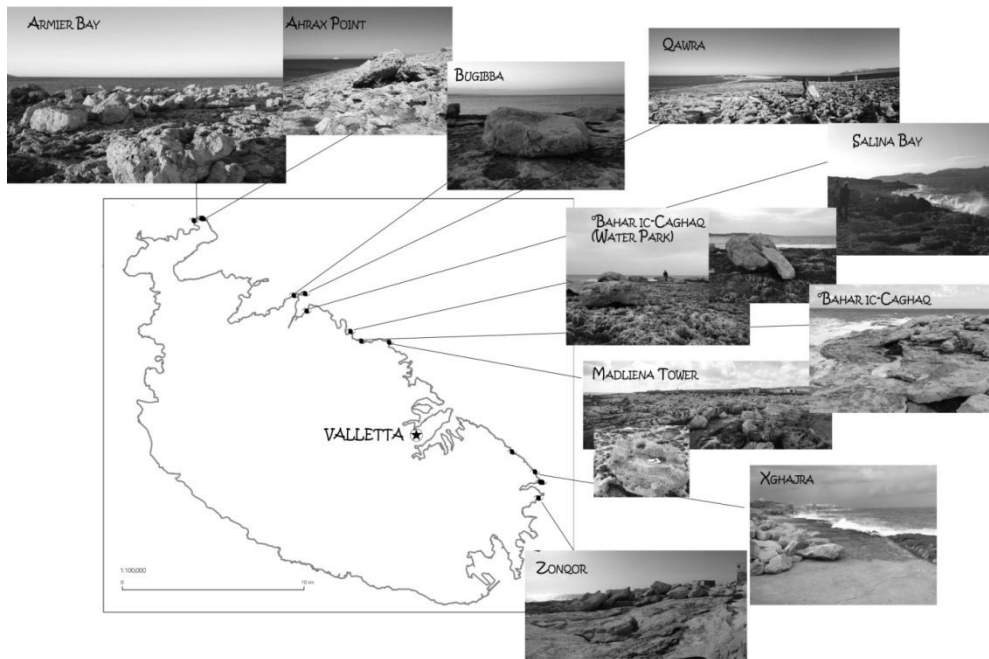 ARMIER BAY
AHRAX POINT
BUGIBBA
QAWRA
SALINA BAY
BAHAR IC-CAGHAQ
(WATER PARK)
BAHAR IC-CAGHAQ
MADLIENA TOWER
VALLETTA
XGHAJRA
ZONQOR
1:100,000
0 10 km